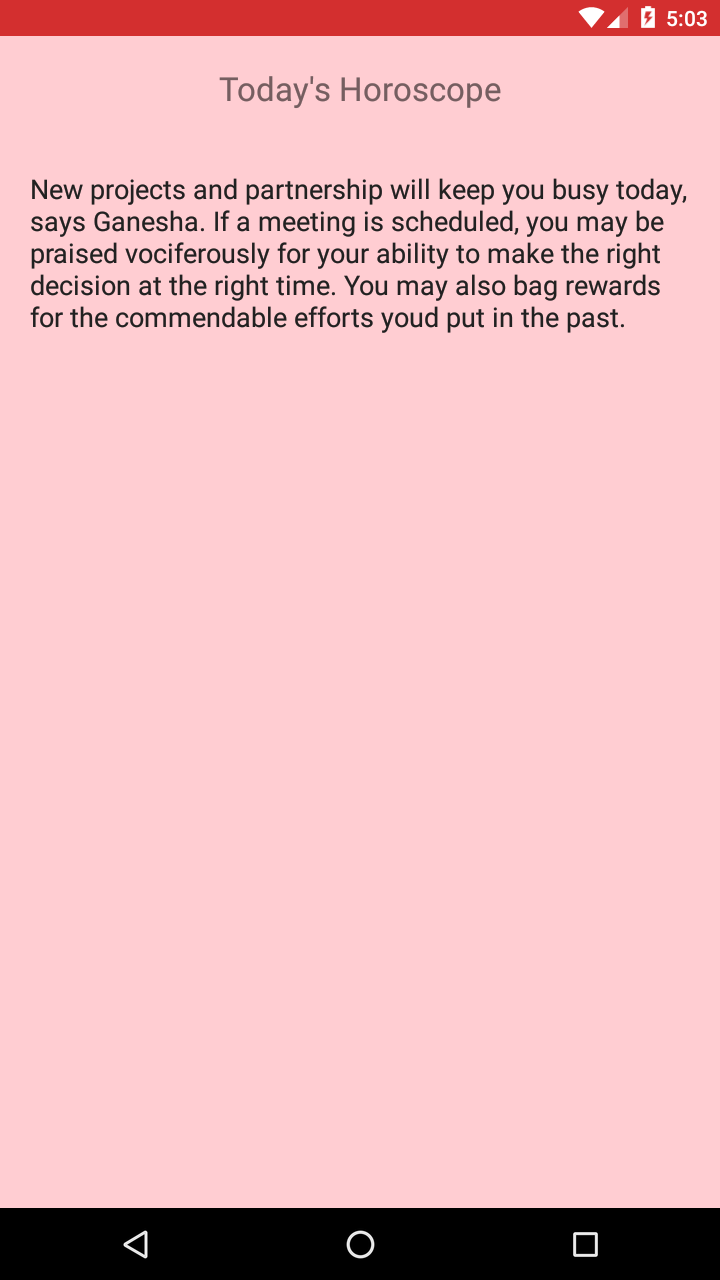 5:03
Today's Horoscope
New projects and partnership will keep you busy today,
says Ganesha. If a meeting is scheduled, you may be
praised vociferously for your ability to make the right
decision at the right time. You may also bag rewards
for the commendable efforts youd put in the past.